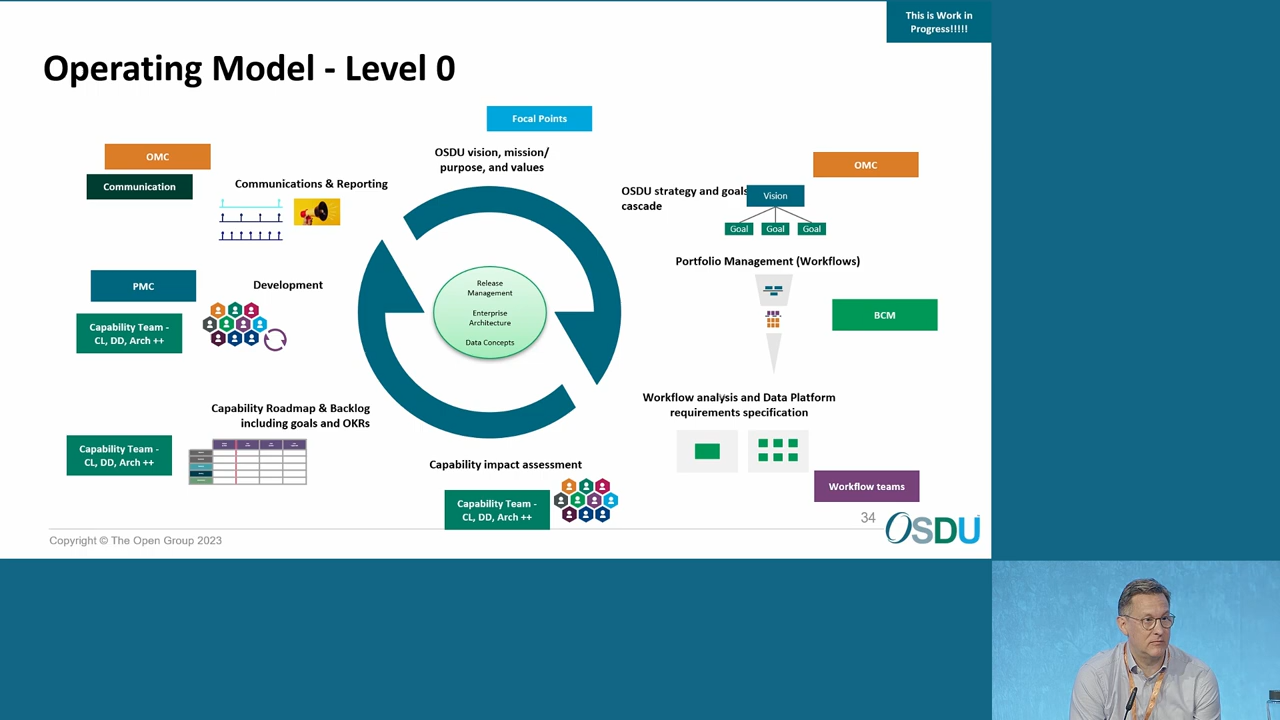 This is Work in
Progress!!!!!
Operating Model - Level 0
Focal Points
OSDU vision, mission/
purpose, and values
OMC
Communication
Communications & Reporting
OMC
OSDU strategy and goals
cascade
Vision
Goal
Goal
Goal
Portfolio Management (Workflows)
BCM
PMC
Development
Capability Team -
CL, DD, Arch ++
Release
Management
Enterprise
Architecture
Data Concepts
Workflow analysis and Data Platform
requirements specification
Workflow teams
Capability Roadmap & Backlog
including goals and OKRs
Capability Team -
CL, DD, Arch ++
Capability impact assessment
Capability Team -
CL, DD, Arch ++
34
OSDU
Copyright © The Open Group 2023